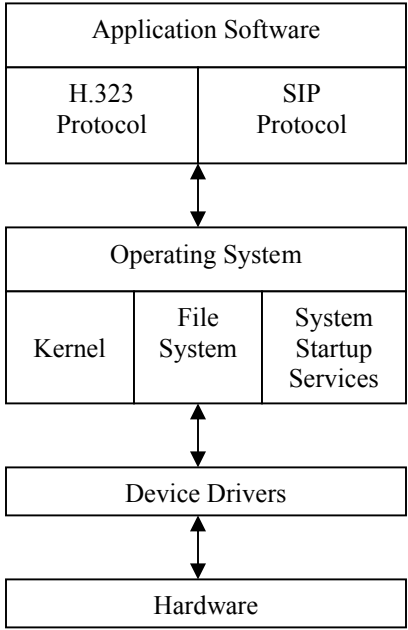 Application Software
H.323
Protocol
SIP
Protocol
Operating System
Kernel
File
System
System
Startup
Services
Device Drivers
Hardware